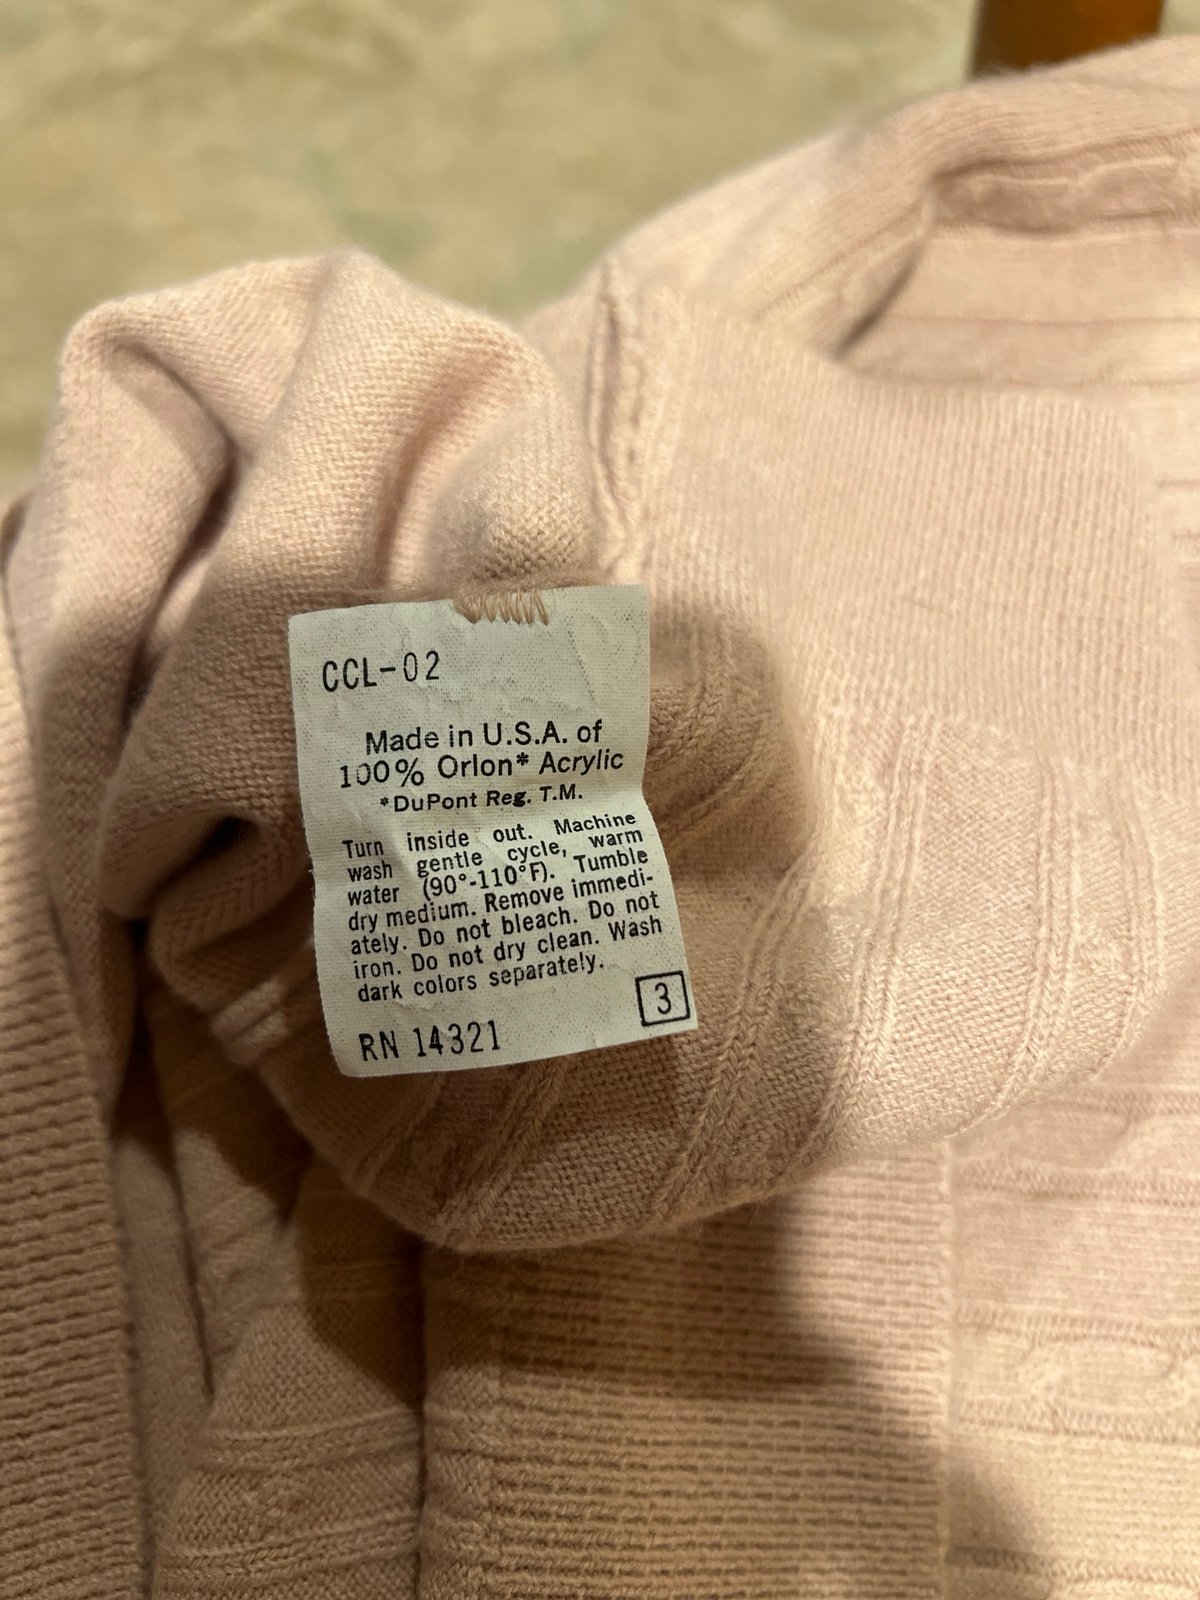 CCL-02
Made in U.S.A. of
100% Orlon* Acrylic
*DuPont Reg. T.M.
Turn inside out. Machine
wash gentle cycle, warm
water (90°-110°F). Tumble
dry medium. Remove immedi-
ately. Do not bleach. Do not
iron. Do not dry clean. Wash
dark colors separately.
3
RN 14321